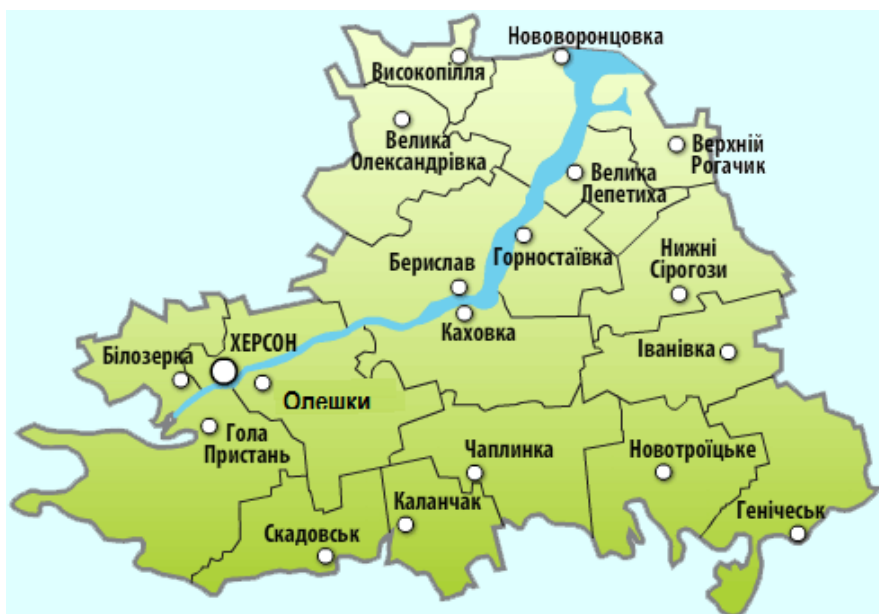 Нововоронцовка
Високопілля
Велика
Олександрівка
Верхній
Рогачик
Велика
Лепетиха
Горностаївка
Нижні
Сірогози
Берислав
Каховка
ХЕРСОН
Білозерка
Іванівка
Олешки
Гола
Пристань
Чаплинка
Новотроїцьке
Каланчак
Генічеськ
Скадовськ